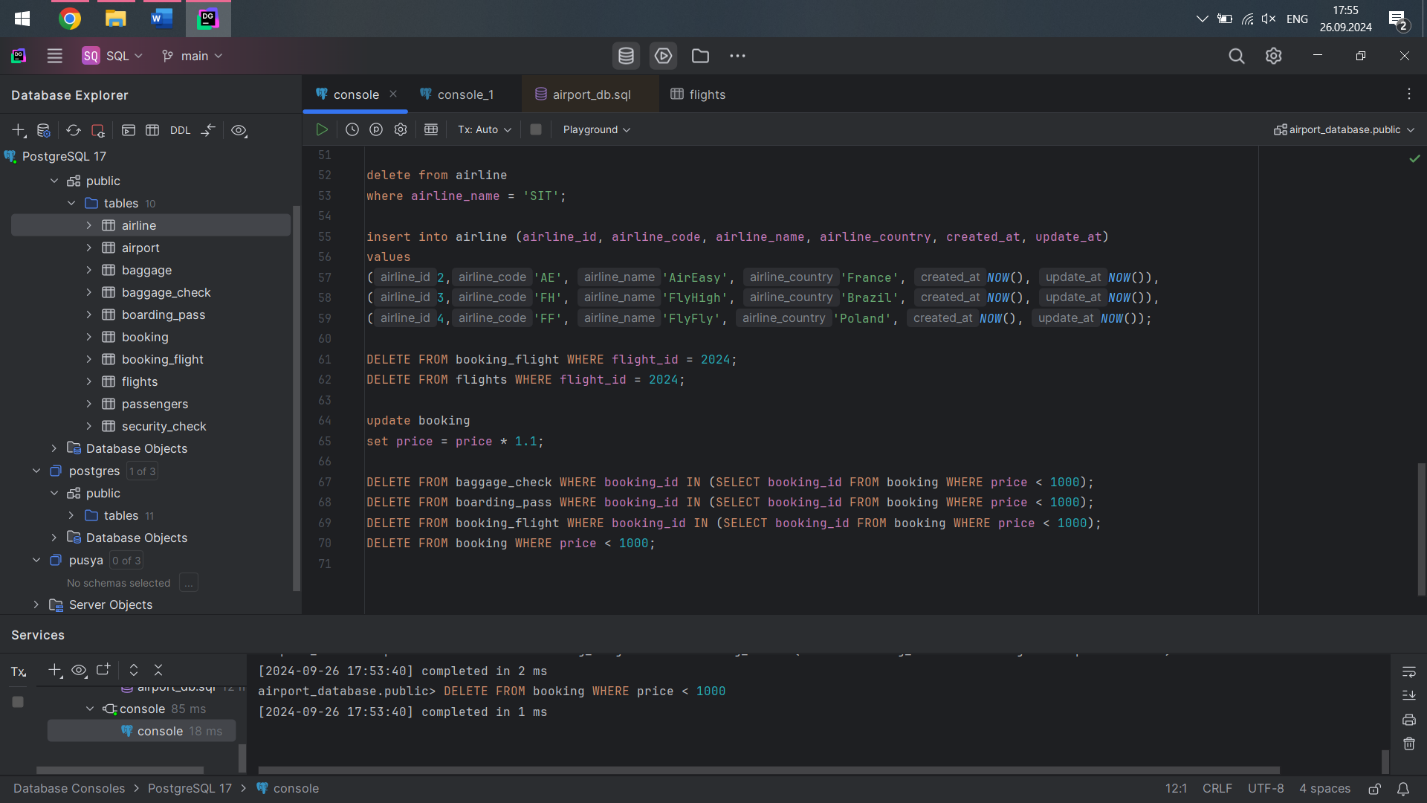 17:55
ENG
26.09.2024
2
SQ SQL
main
Database Explorer
console
console_1
airport_db.sql
flights
DDL
Tx: Auto
Playground
airport_database.public
PostgreSQL 17
public
tables 10
airline
airport
baggage
baggage_check
boarding_pass
booking
booking_flight
flights
passengers
security_check
Database Objects
postgres 1 of 3
public
tables 11
Database Objects
pusya 0 of 3
No schemas selected ...
Server Objects
51
52 delete from airline
53 where airline_name = 'SIT';
54
55 insert into airline (airline_id, airline_code, airline_name, airline_country, created_at, update_at)
56 values
57 ( airline_id 2, airline_code 'AE', airline_name 'AirEasy', airline_country 'France', created_at NOW(), update_at NOW()),
58 ( airline_id 3, airline_code 'FH', airline_name 'FlyHigh', airline_country 'Brazil', created_at NOW(), update_at NOW()),
59 ( airline_id 4, airline_code 'FF', airline_name 'FlyFly', airline_country 'Poland', created_at NOW(), update_at NOW());
60
61 DELETE FROM booking_flight WHERE flight_id = 2024;
62 DELETE FROM flights WHERE flight_id = 2024;
63
64 update booking
65 set price = price * 1.1;
66
67 DELETE FROM baggage_check WHERE booking_id IN (SELECT booking_id FROM booking WHERE price < 1000);
68 DELETE FROM boarding_pass WHERE booking_id IN (SELECT booking_id FROM booking WHERE price < 1000);
69 DELETE FROM booking_flight WHERE booking_id IN (SELECT booking_id FROM booking WHERE price < 1000);
70 DELETE FROM booking WHERE price < 1000;
71
Services
Tx
airport_db.sql 12 m
console 85 ms
console 18 ms
[2024-09-26 17:53:40] completed in 2 ms
airport_database.public> DELETE FROM booking WHERE price < 1000
[2024-09-26 17:53:40] completed in 1 ms
Database Consoles > PostgreSQL 17 > console
12:1 CRLF UTF-8 4 spaces